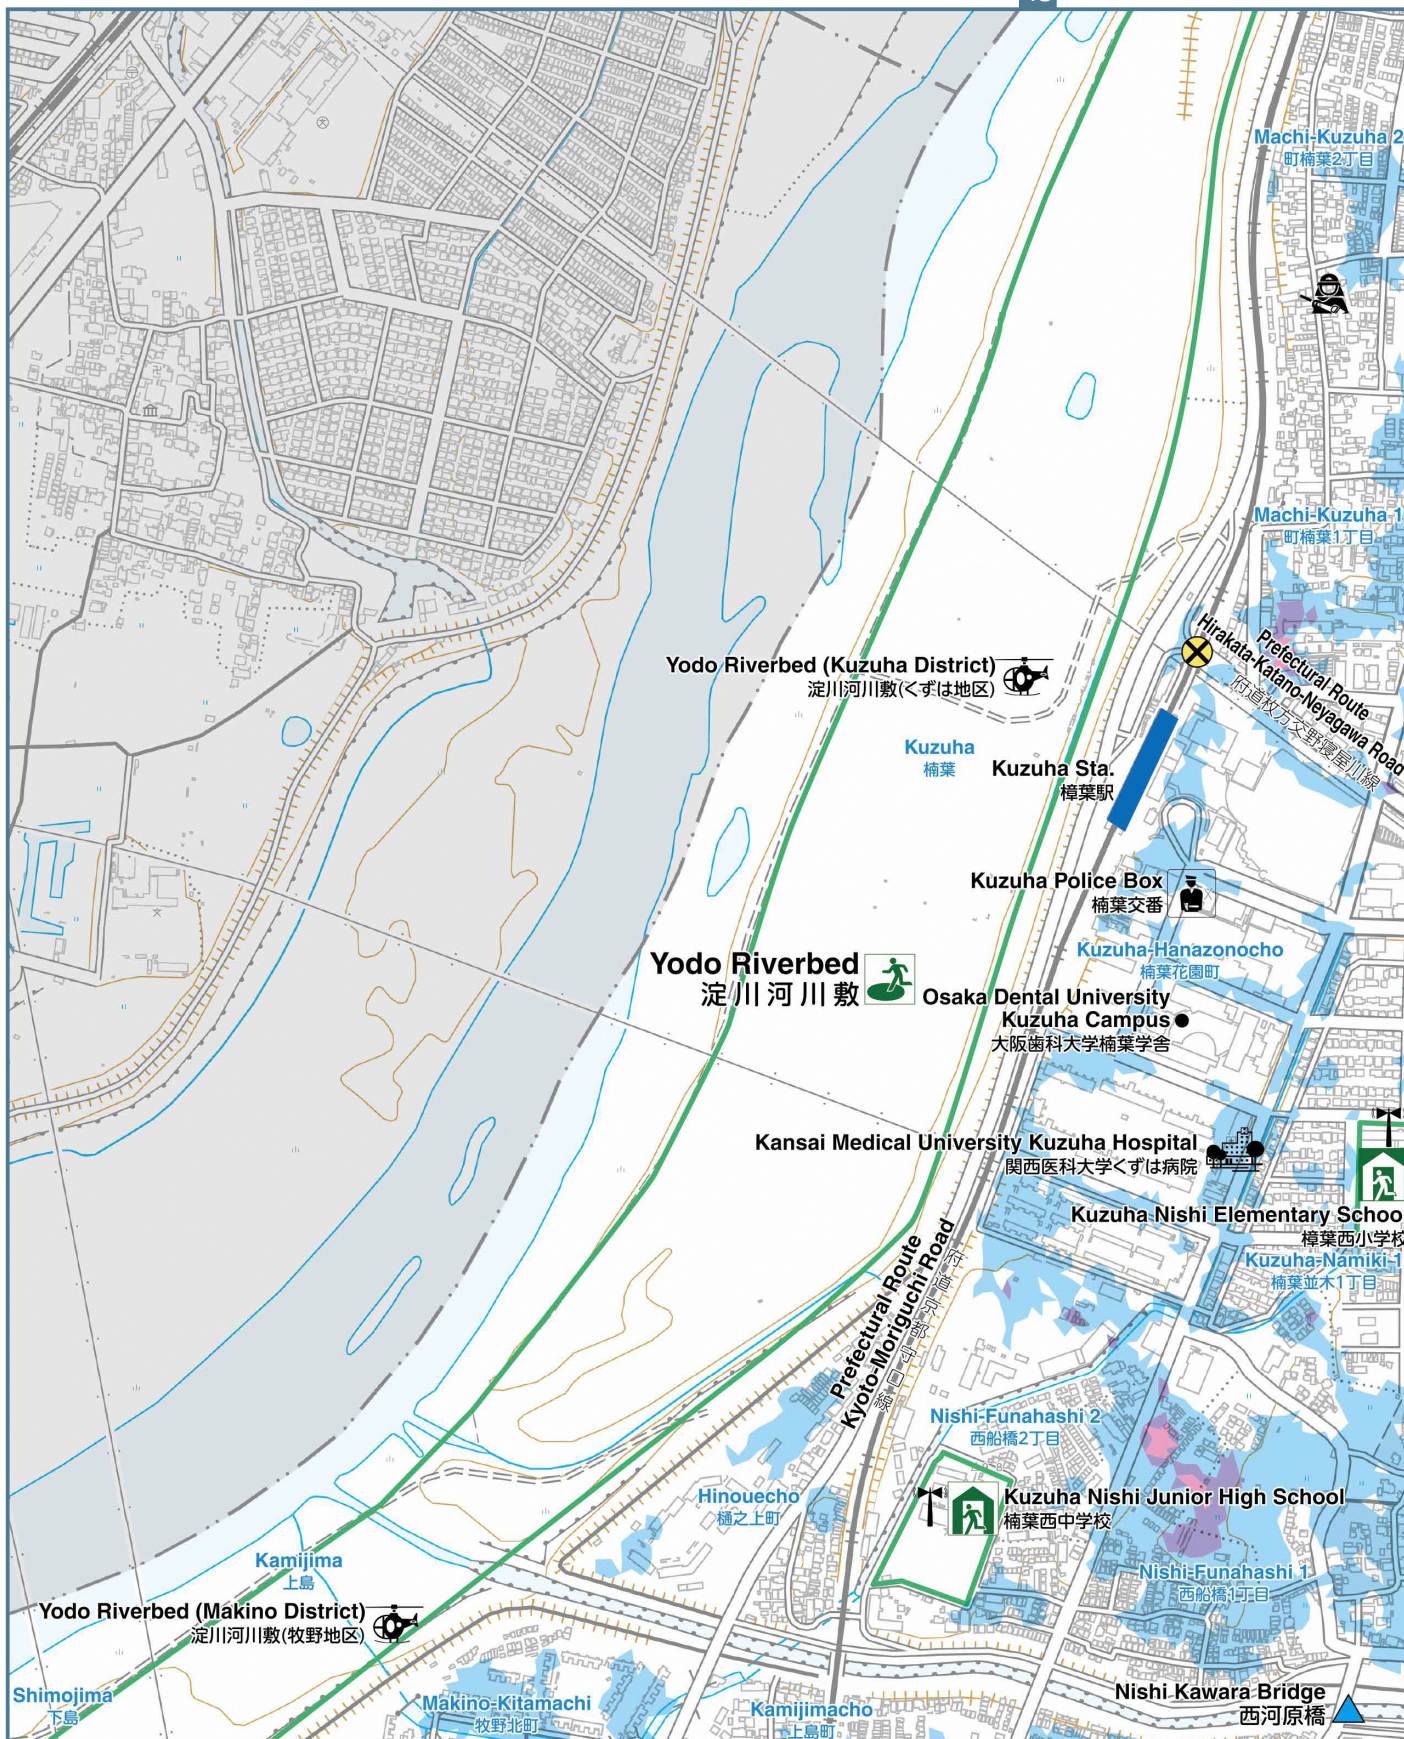 Machi-Kuzuha 2
町楠葉2丁目
Machi-Kuzuha 1
町楠葉1丁目
Prefectural Route
Hirakata-Katano-Neyagawa Road
府道枚方交野寝屋川線
Yodo Riverbed (Kuzuha District)
淀川河川敷(くずは地区)
Kuzuha
楠葉
Kuzuha Sta.
樟葉駅
Kuzuha Police Box
楠葉交番
Kuzuha-Hanazonocho
楠葉花園町
Yodo Riverbed
淀川河川敷
Osaka Dental University
Kuzuha Campus
大阪歯科大学楠葉学舎
Kansai Medical University Kuzuha Hospital
関西医科大学くずは病院
Kuzuha Nishi Elementary Schoo
樟葉西小学校
Kuzuha-Namiki 1
楠葉並木1丁目
Prefectural Route
Kyoto-Moriguchi Road
府道京都守口線
Nishi-Funahashi 2
西船橋2丁目
Hinouecho
樋之上町
Kuzuha Nishi Junior High School
楠葉西中学校
Kamijima
上島
Nishi-Funahashi 1
西船橋1丁目
Yodo Riverbed (Makino District)
淀川河川敷(牧野地区)
Shimojima
下島
Makino-Kitamachi
牧野北町
Kamijimacho
上島町
Nishi Kawara Bridge
西河原橋